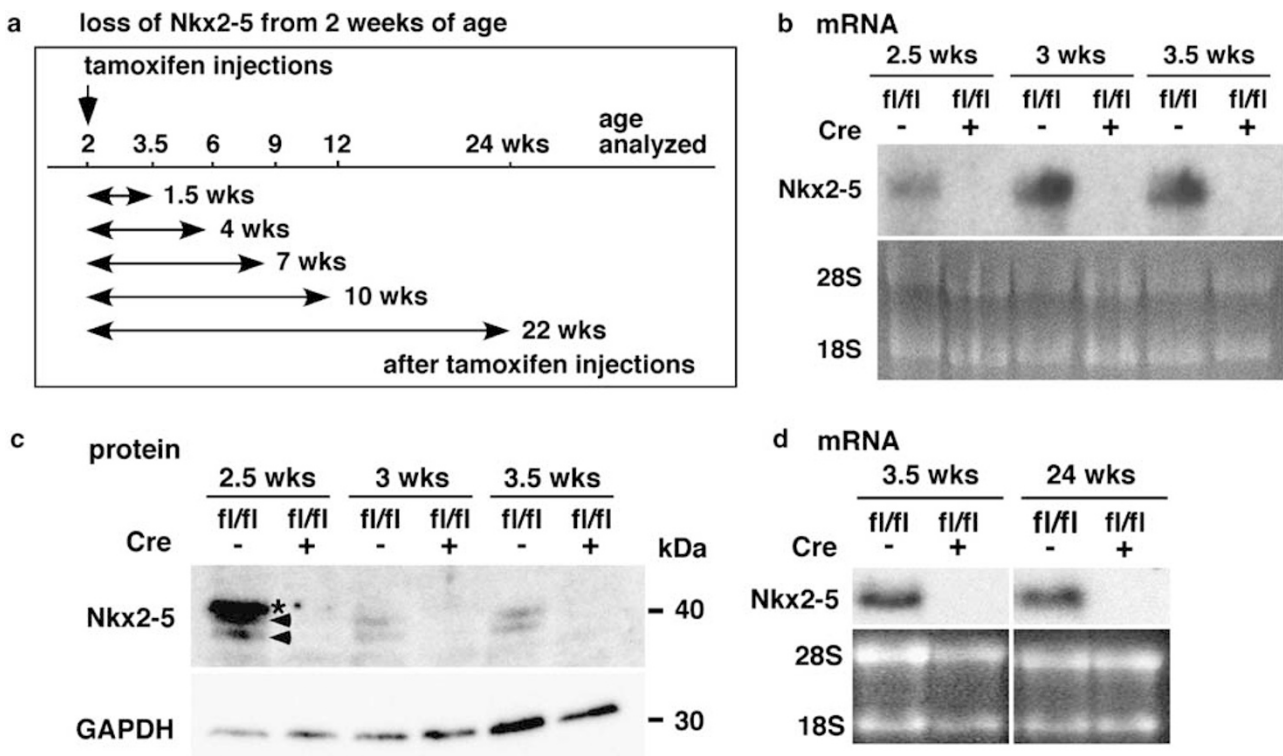 a loss of Nkx2-5 from 2 weeks of age
tamoxifen injections
2 3.5 6 9 12 24 wks age analyzed
1.5 wks
4 wks
7 wks
10 wks
22 wks
after tamoxifen injections
b mRNA
2.5 wks 3 wks 3.5 wks
fl/fl fl/fl fl/fl fl/fl fl/fl fl/fl
Cre - + - + - +
Nkx2-5
28S
18S
c protein
2.5 wks 3 wks 3.5 wks
fl/fl fl/fl fl/fl fl/fl fl/fl fl/fl
Cre - + - + - + kDa
Nkx2-5 * – 40
GAPDH – 30
d mRNA
3.5 wks 24 wks
fl/fl fl/fl fl/fl fl/fl
Cre - + - +
Nkx2-5
28S
18S